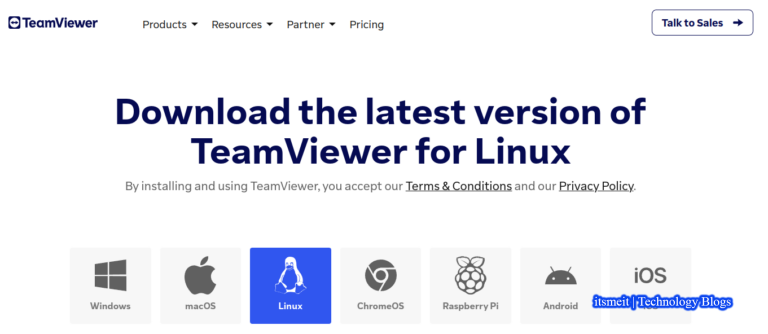 TeamViewer Products Resources Partner Pricing Talk to Sales
Download the latest version of
TeamViewer for Linux
By installing and using TeamViewer, you accept our Terms & Conditions and our Privacy Policy.
iOS
Windows macOS Linux ChromeOS Raspberry Pi Android
itsmeit | Technology Blogs